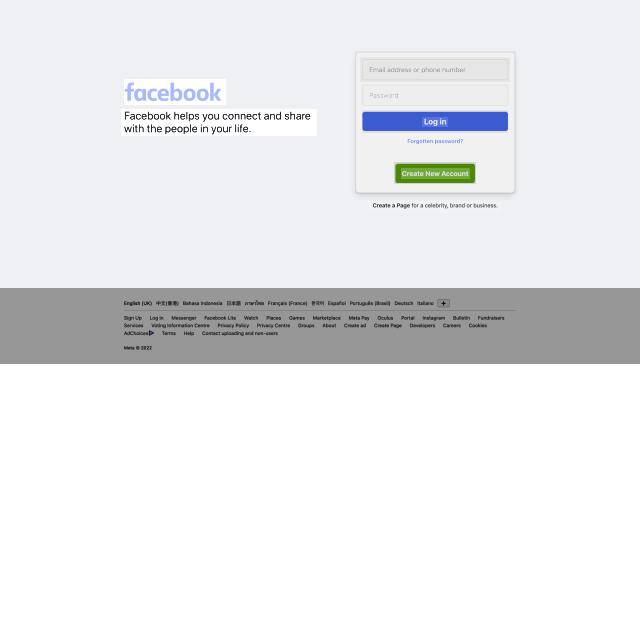 facebook
Facebook helps you connect and share
with the people in your life.
Email address or phone number
Password
Log in
Forgotten password?
Create New Account
Create a Page for a celebrity, brand or business.
English (UK) 中文(香港) Bahasa Indonesia 日本語 ภาษาไทย Français (France) 한국어 Español Português (Brasil) Deutsch Italiano +
Sign Up Log in Messenger Facebook Lite Watch Places Games Marketplace Meta Pay Oculus Portal Instagram Bulletin Fundraisers
Services Voting Information Centre Privacy Policy Privacy Centre Groups About Create ad Create Page Developers Careers Cookies
AdChoices Terms Help Contact uploading and non-users
Meta © 2022